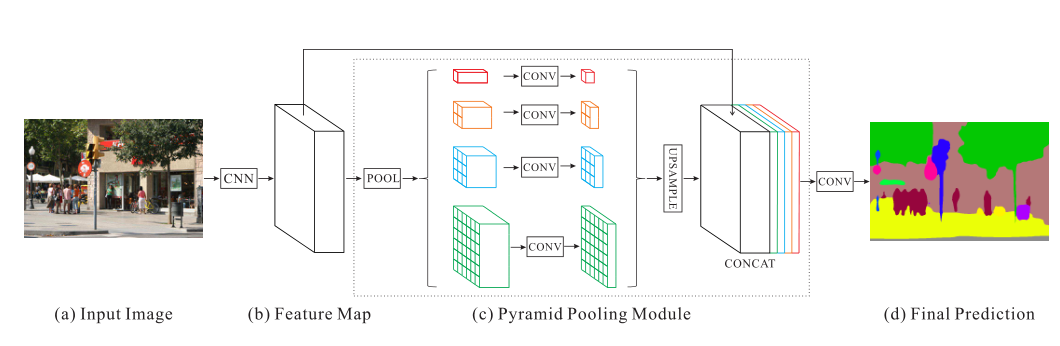 CNN
POOL
CONV
CONV
CONV
CONV
UPSAMPLE
CONCAT
CONV
(a) Input Image
(b) Feature Map
(c) Pyramid Pooling Module
(d) Final Prediction